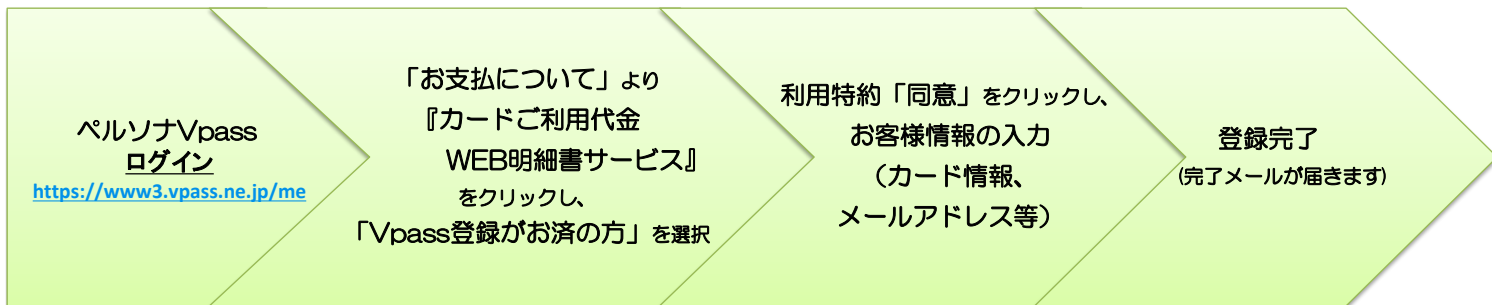 ペルソナVpass
ログイン
https://www3.vpass.ne.jp/me
「お支払について」より
『カードご利用代金
WEB明細書サービス』
をクリックし、
「Vpass登録がお済の方」を選択
利用特約「同意」をクリックし、
お客様情報の入力
（カード情報、
メールアドレス等）
登録完了
(完了メールが届きます)